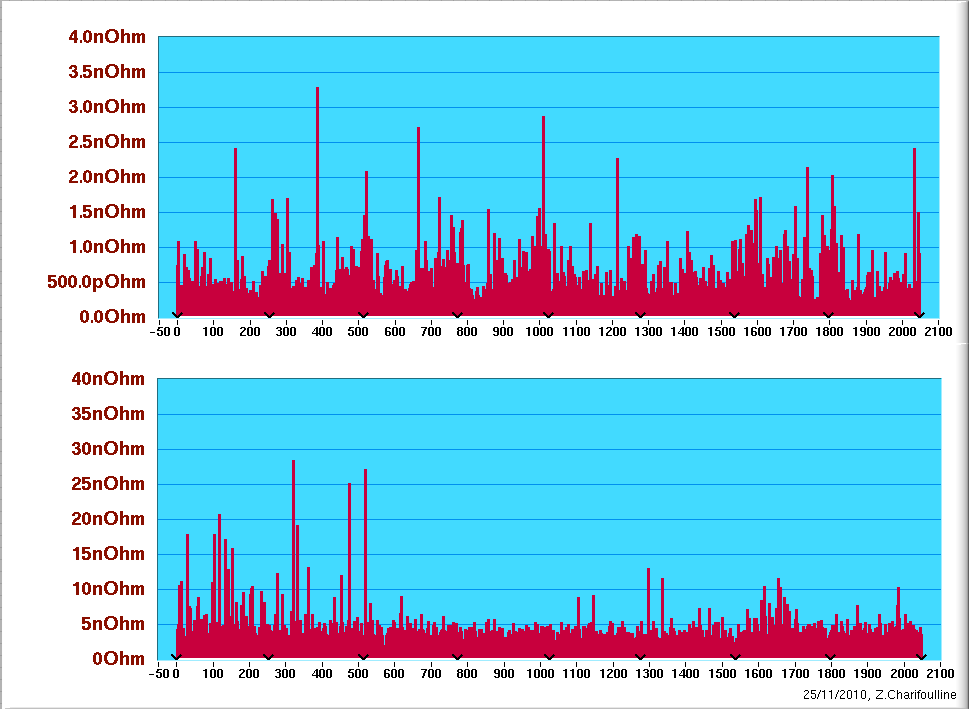 4.0nOhm
3.5nOhm
3.0nOhm
2.5nOhm
2.0nOhm
1.5nOhm
1.0nOhm
500.0pOhm
0.0Ohm
-50 0 100 200 300 400 500 600 700 800 900 1000 1100 1200 1300 1400 1500 1600 1700 1800 1900 2000 2100
40nOhm
35nOhm
30nOhm
25nOhm
20nOhm
15nOhm
10nOhm
5nOhm
0Ohm
-50 0 100 200 300 400 500 600 700 800 900 1000 1100 1200 1300 1400 1500 1600 1700 1800 1900 2000 2100
25/11/2010, Z.Charifoulline